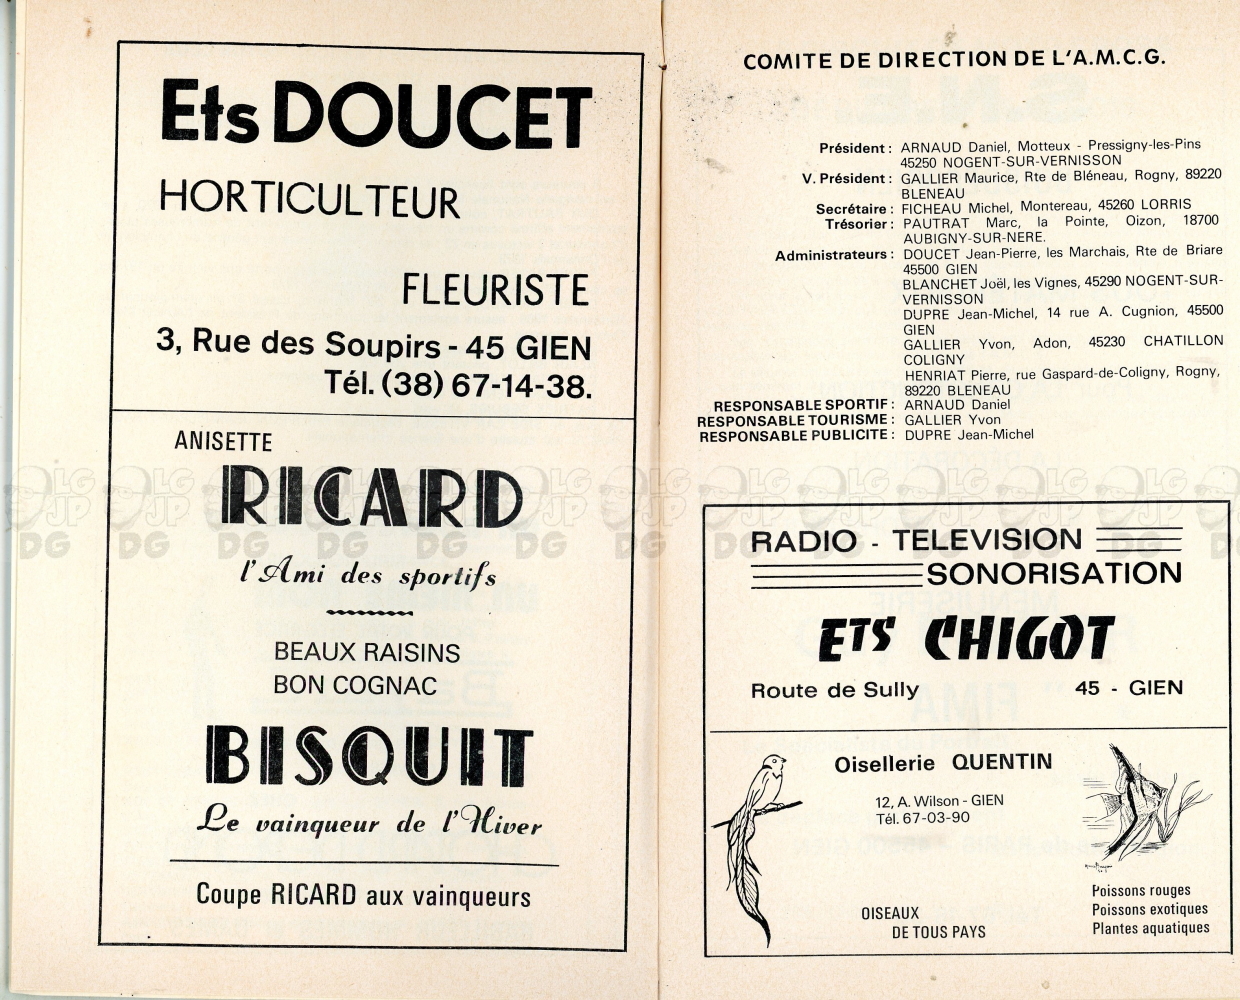 Ets DOUCET
HORTICULTEUR
FLEURISTE
3, Rue des Soupirs - 45 GIEN
Tél. (38) 67-14-38.
ANISETTE
RICARD
l'Ami des sportifs
BEAUX RAISINS
BON COGNAC
BISQUIT
Le vainqueur de l'Hiver
Coupe RICARD aux vainqueurs
COMITE DE DIRECTION DE L'A.M.C.G.
Président : ARNAUD Daniel, Motteux - Pressigny-les-Pins
45250 NOGENT-SUR-VERNISSON
V. Président : GALLIER Maurice, Rte de Bléneau, Rogny, 89220
BLENEAU
Secrétaire : FICHEAU Michel, Montereau, 45260 LORRIS
Trésorier : PAUTRAT Marc, la Pointe, Oizon, 18700
AUBIGNY-SUR-NERE.
Administrateurs : DOUCET Jean-Pierre, les Marchais, Rte de Briare
45500 GIEN
BLANCHET Joël, les Vignes, 45290 NOGENT-SUR-
VERNISSON
DUPRE Jean-Michel, 14 rue A. Cugnion, 45500
GIEN
GALLIER Yvon, Adon, 45230 CHATILLON
COLIGNY
HENRIAT Pierre, rue Gaspard-de-Coligny, Rogny,
89220 BLENEAU
RESPONSABLE SPORTIF : ARNAUD Daniel
RESPONSABLE TOURISME : GALLIER Yvon
RESPONSABLE PUBLICITE : DUPRE Jean-Michel
RADIO - TELEVISION
SONORISATION
ETS CHIGOT
Route de Sully 45 - GIEN
Oisellerie QUENTIN
12, A. Wilson - GIEN
Tél. 67-03-90
OISEAUX
DE TOUS PAYS
Poissons rouges
Poissons exotiques
Plantes aquatiques
LG JP DG